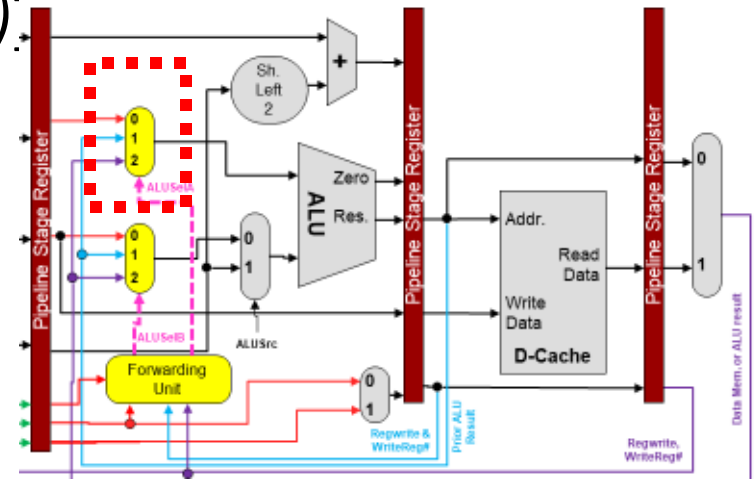 ).
Pipeline Stage Register
0
1
2
ALUSelA
0
1
2
ALUSelB
Forwarding
Unit
Sh.
Left
2
+
ALU
Zero
Res.
0
1
ALUSrc
0
1
Regwrite &
WriteReg#
Prior ALU
Result
Pipeline Stage Register
Addr.
Read
Data
Write
Data
D-Cache
Pipeline Stage Register
0
1
Regwrite,
WriteReg#
Data Mem. or ALU result